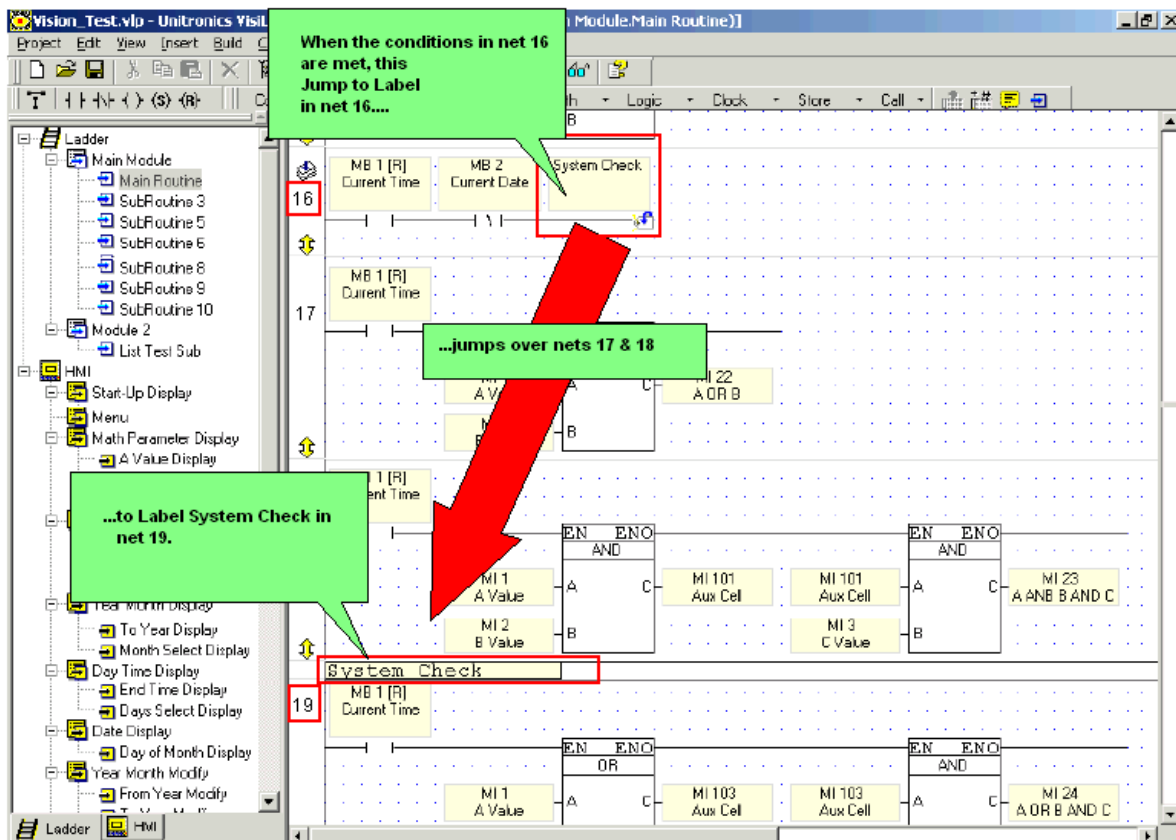 Vision_Test.vlp - Unitronics VisiL
n Module.Main Routine)]
Project Edit View Insert Build
Logic Clock Store Call
When the conditions in net 16
are met, this
Jump to Label
in net 16....
Ladder
Main Module
Main Routine
SubRoutine 3
SubRoutine 5
SubRoutine 6
SubRoutine 8
SubRoutine 9
SubRoutine 10
Module 2
List Test Sub
HMI
Start-Up Display
Menu
Math Parameter Display
A Value Display
Year Month Display
To Year Display
Month Select Display
Day Time Display
End Time Display
Days Select Display
Date Display
Day of Month Display
Year Month Modify
From Year Modify
Ladder HMI
B
16
MB 1 [R]
Current Time
MB 2
Current Date
System Check
17
MB 1 [R]
Current Time
...jumps over nets 17 & 18
A C
MI 22
A OR B
B
1 [R]
...to Label System Check in
net 19.
EN ENO
AND
EN ENO
AND
MI 1
A Value
A C
MI 101
Aux Cell
MI 101
Aux Cell
A C
MI 23
A ANB B AND C
MI 2
B Value
B
MI 3
C Value
B
System Check
19
MB 1 [R]
Current Time
EN ENO
OR
EN ENO
AND
MI 1
A Value
A C
MI 103
Aux Cell
MI 103
Aux Cell
A C
MI 24
A OR B AND C